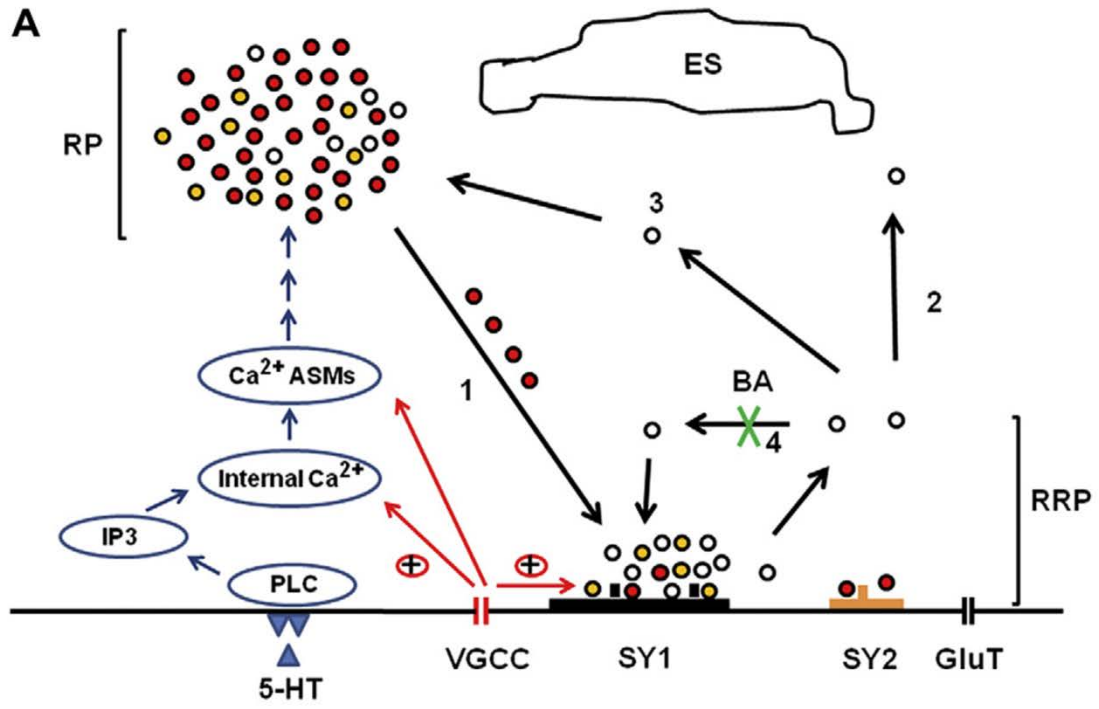 A
ES
RP
3
2
1
Ca2+ ASMs
BA
4
Internal Ca2+
RRP
IP3
+
+
PLC
VGCC
SY1
SY2
GluT
5-HT